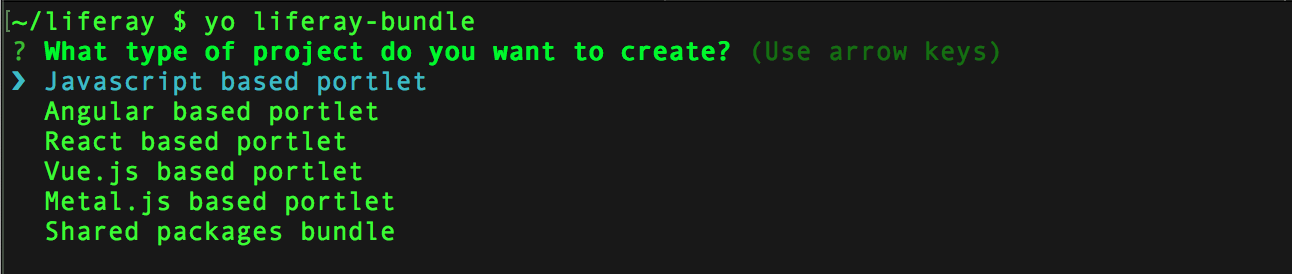 [~/liferay $ yo liferay-bundle
? What type of project do you want to create? (Use arrow keys)
❯ Javascript based portlet
Angular based portlet
React based portlet
Vue.js based portlet
Metal.js based portlet
Shared packages bundle